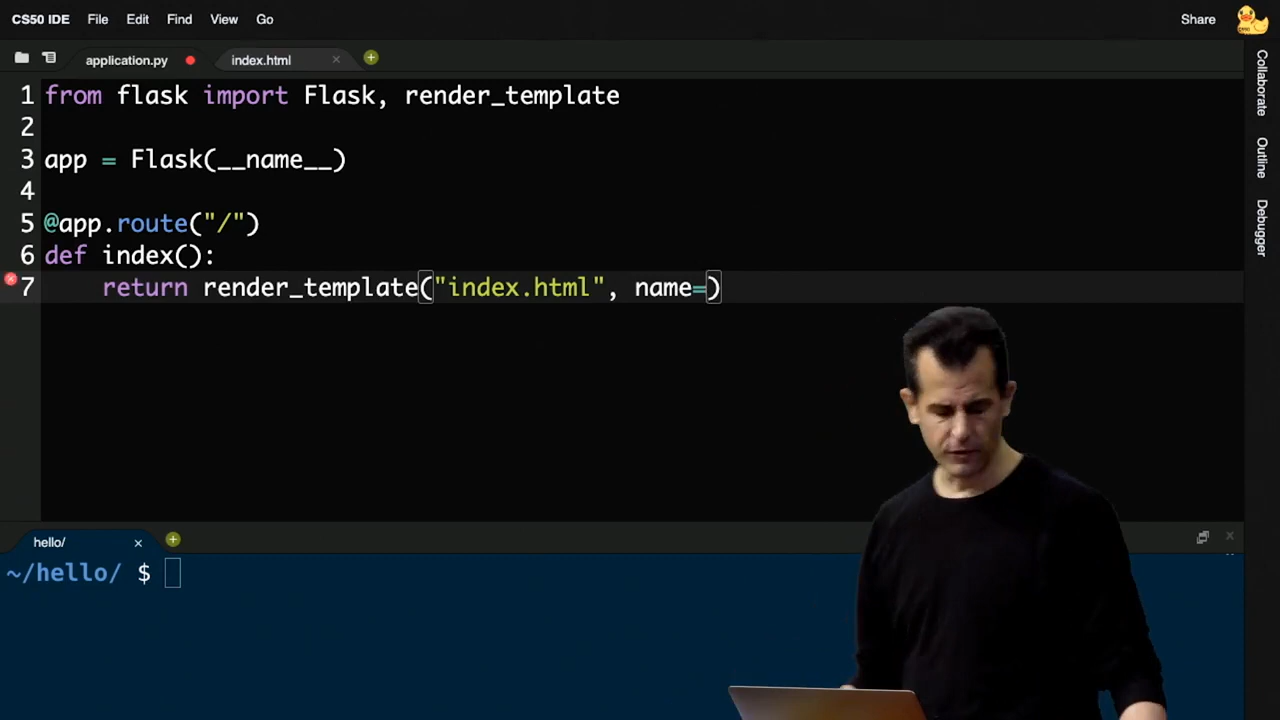 CS50 IDE File Edit Find View Go Share
application.py index.html
1 from flask import Flask, render_template
2
3 app = Flask(__name__)
4
5 @app.route("/")
6 def index():
7     return render_template("index.html", name=)
hello/
~/hello/ $
Collaborate
Outline
Debugger